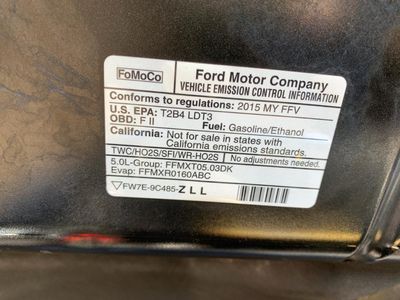 FoMoCo
Ford Motor Company
VEHICLE EMISSION CONTROL INFORMATION
Conforms to regulations: 2015 MY FFV
U.S. EPA: T2B4 LDT3
OBD: F II Fuel: Gasoline/Ethanol
California: Not for sale in states with
California emissions standards.
TWC/HO2S/SFI/WR-HO2S No adjustments needed.
5.0L-Group: FFMXT05.03DK
Evap: FFMXR0160ABC
FW7E-9C485-ZLL